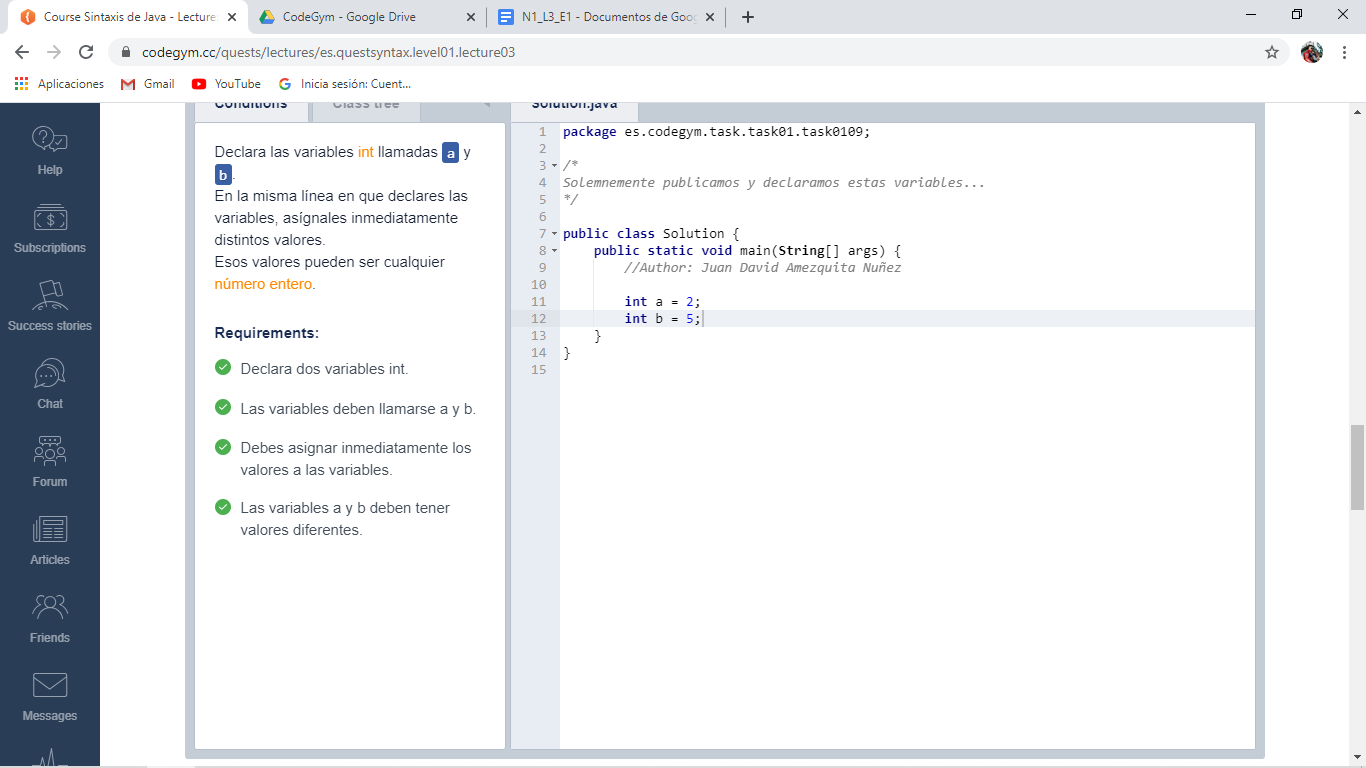 Course Sintaxis de Java - Lecture:
CodeGym - Google Drive
N1_L3_E1 - Documentos de Goog
codegym.cc/quests/lectures/es.questsyntax.level01.lecture03
Aplicaciones
Gmail
YouTube
Inicia sesión: Cuent...
Help
Subscriptions
Success stories
Chat
Forum
Articles
Friends
Messages
Conditions
Class tree
Declara las variables int llamadas a y
b.
En la misma línea en que declares las
variables, asígnales inmediatamente
distintos valores.
Esos valores pueden ser cualquier
número entero.
Requirements:
Declara dos variables int.
Las variables deben llamarse a y b.
Debes asignar inmediatamente los
valores a las variables.
Las variables a y b deben tener
valores diferentes.
Solution.java
1 package es.codegym.task.task01.task0109;
2
3 /*
4 Solemnemente publicamos y declaramos estas variables...
5 */
6
7 public class Solution {
8 public static void main(String[] args) {
9 //Author: Juan David Amezquita Nuñez
10
11 int a = 2;
12 int b = 5;
13 }
14 }
15